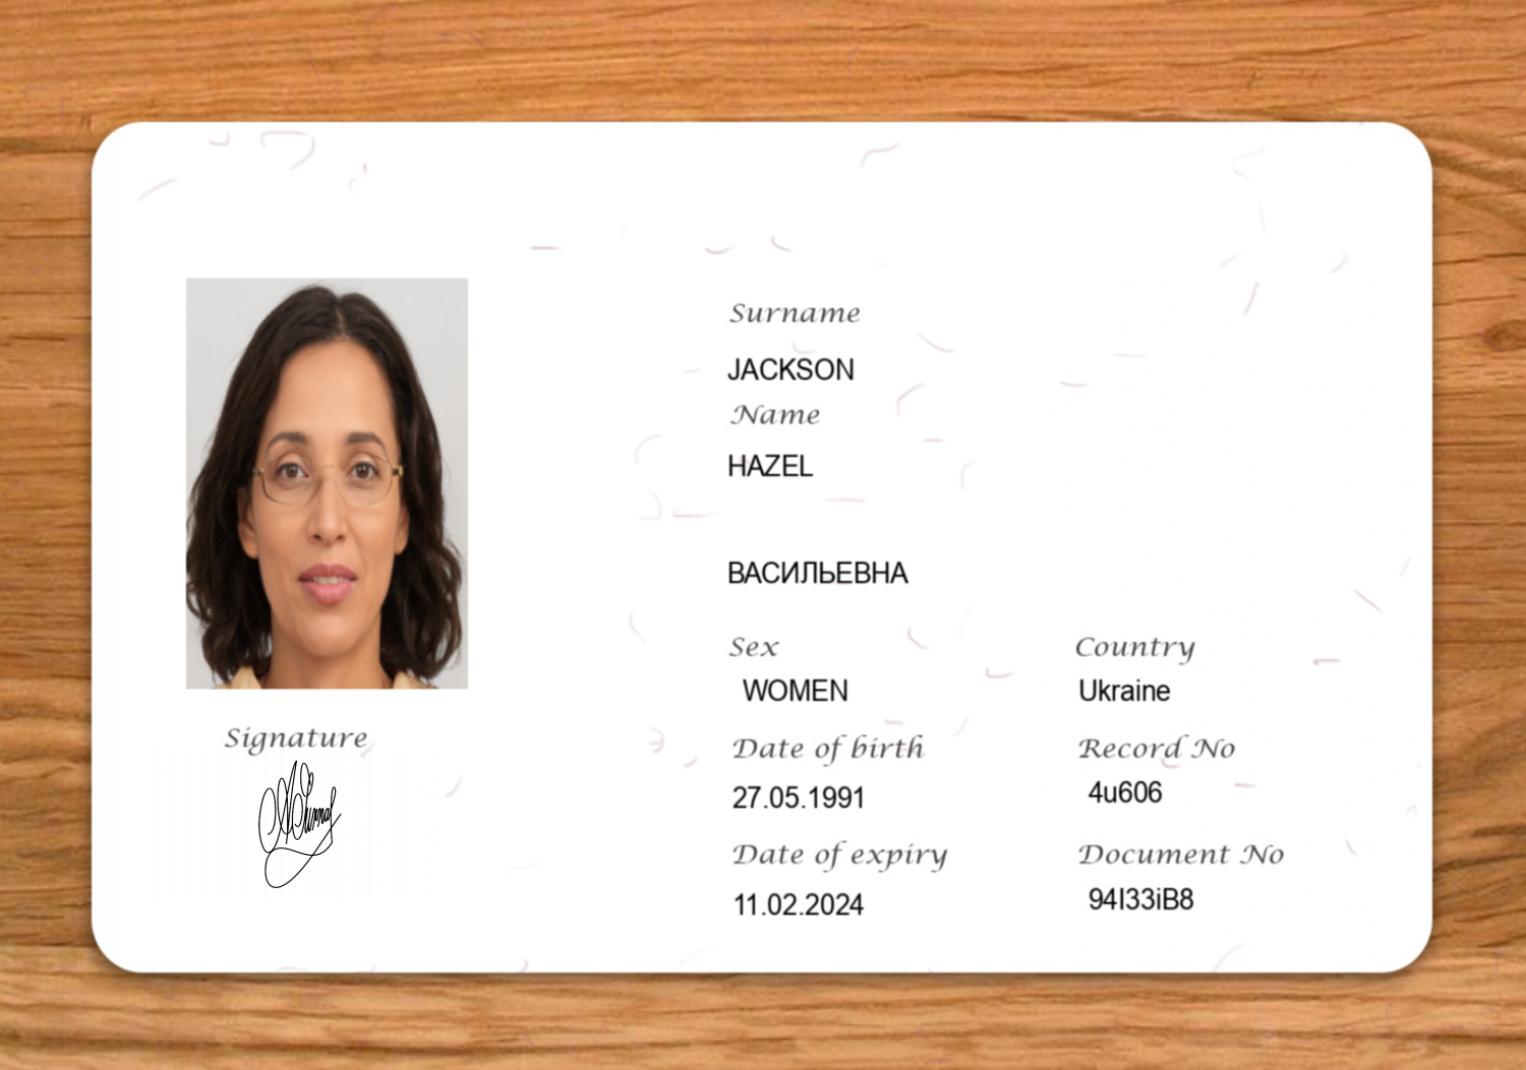 Surname
JACKSON
Name
HAZEL
ВАСИЛЬЕВНА
Sex
WOMEN
Country
Ukraine
Date of birth
27.05.1991
Record No
4u606
Date of expiry
11.02.2024
Document No
94I33iB8
Signature